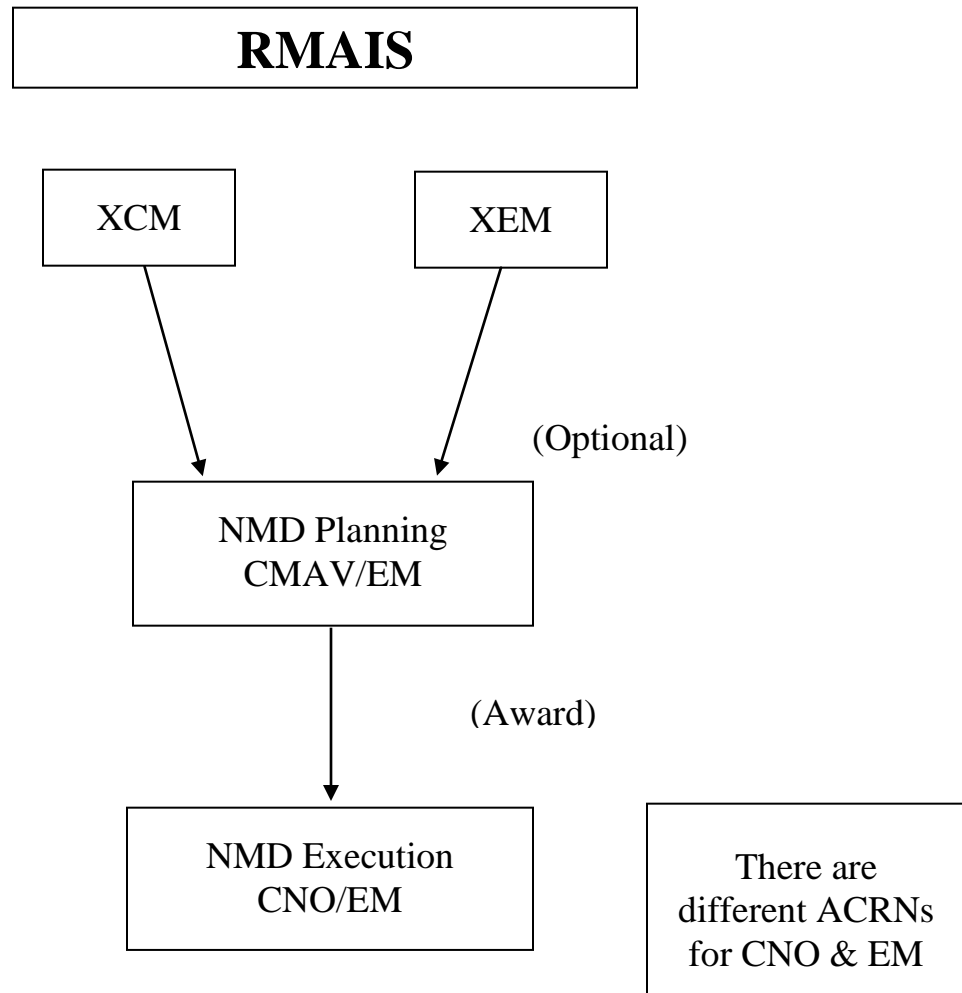 RMAIS
XCM
XEM
(Optional)
NMD Planning
CMAV/EM
(Award)
NMD Execution
CNO/EM
There are
different ACRNs
for CNO & EM